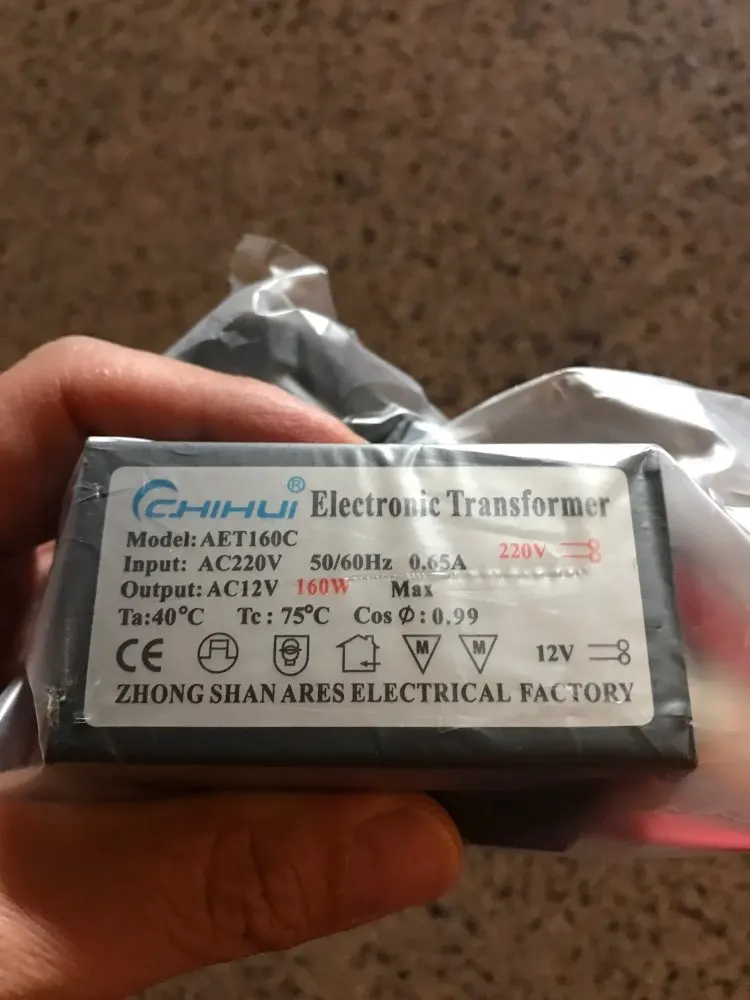 CHIHUI® Electronic Transformer
Model: AET160C
Input: AC220V 50/60Hz 0.65A 220V
Output: AC12V 160W Max
Ta:40°C Tc: 75°C Cos Ø: 0.99
CE M M 12V
ZHONG SHAN ARES ELECTRICAL FACTORY